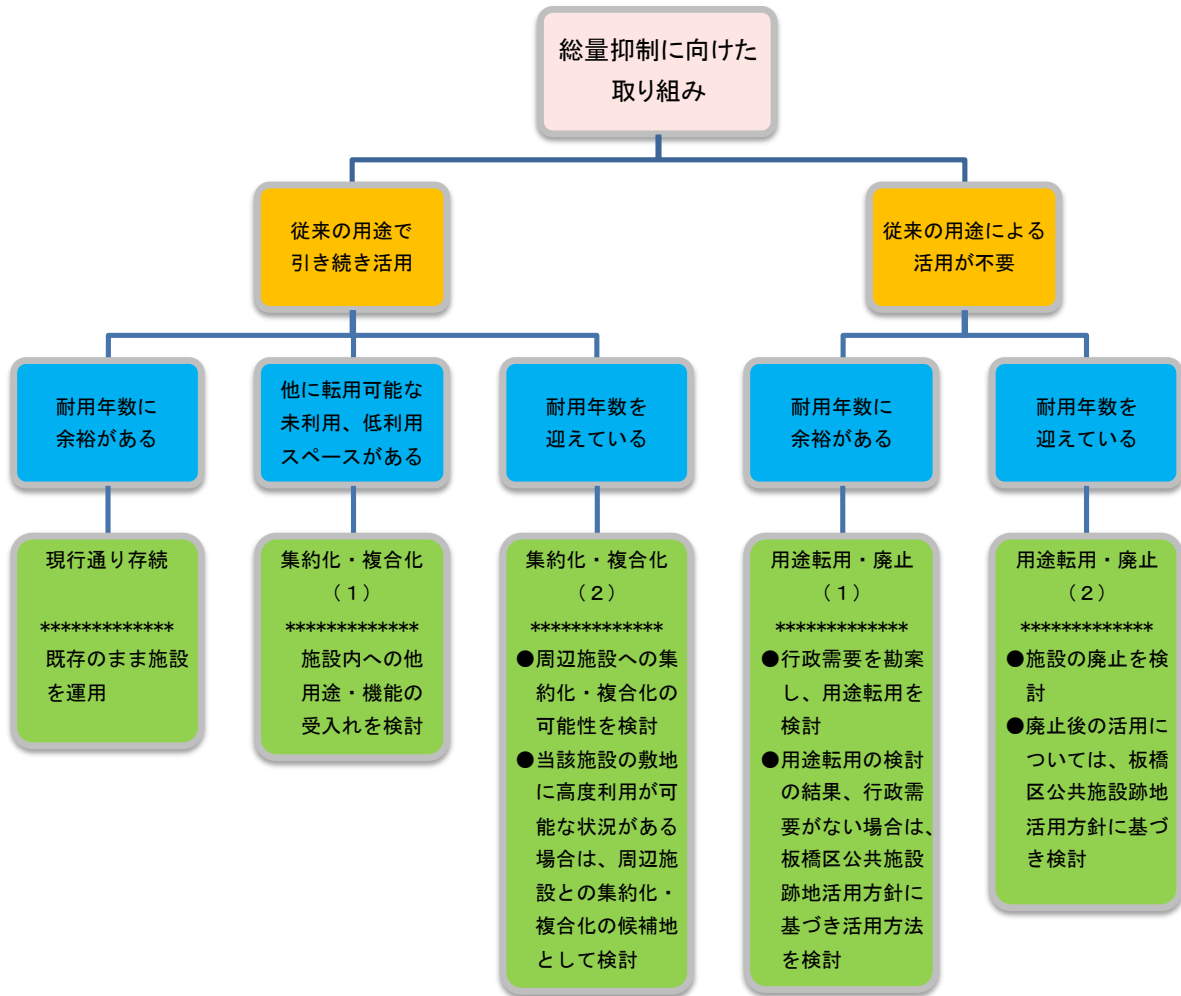 総量抑制に向けた
取り組み
従来の用途で
引き続き活用
従来の用途による
活用が不要
耐用年数に
余裕がある
他に転用可能な
未利用、低利用
スペースがある
耐用年数を
迎えている
耐用年数に
余裕がある
耐用年数を
迎えている
現行通り存続
*************
既存のまま施設
を運用
集約化・複合化
(1)
*************
施設内への他
用途・機能の
受入れを検討
集約化・複合化
(2)
*************
●周辺施設への集
約化・複合化の
可能性を検討
●当該施設の敷地
に高度利用が可
能な状況がある
場合は、周辺施
設との集約化・
複合化の候補地
として検討
用途転用・廃止
(1)
*************
●行政需要を勘案
し、用途転用を
検討
●用途転用の検討
の結果、行政需
要がない場合は、
板橋区公共施設
跡地活用方針に
基づき活用方法
を検討
用途転用・廃止
(2)
*************
●施設の廃止を検
討
●廃止後の活用に
ついては、板橋
区公共施設跡地
活用方針に基づ
き検討